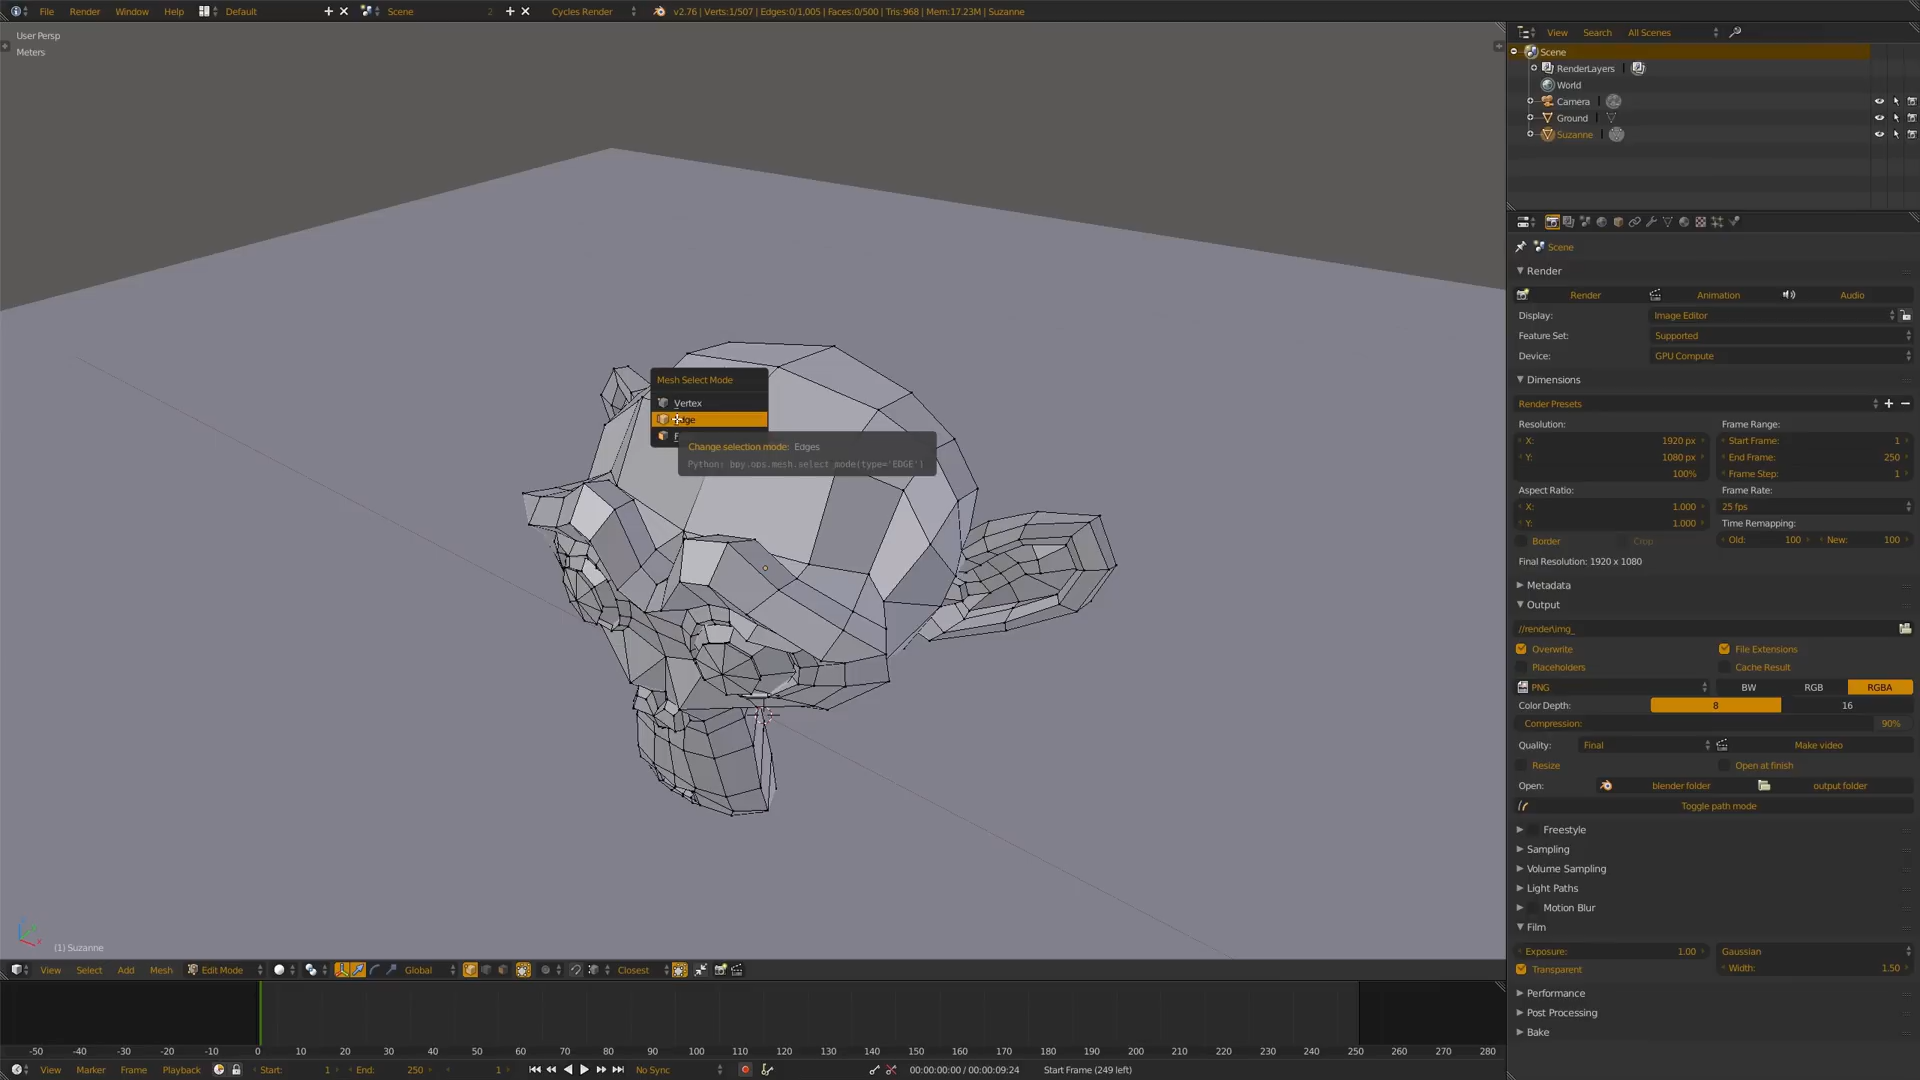 File Render Window Help Default Scene 2 Cycles Render v2.76 | Verts:1/507 | Edges:0/1,005 | Faces:0/500 | Tris:968 | Mem:17.23M | Suzanne
User Persp
Meters
Mesh Select Mode
Vertex
Change selection mode: Edges
Python: bpy.ops.mesh.select_mode(type='EDGE')
(1) Suzanne
View Select Add Mesh Edit Mode Global Closest
-50 -40 -30 -20 -10 0 10 20 30 40 50 60 70 80 90 100 110 120 130 140 150 160 170 180 190 200 210 220 230 240 250 260 270 280
View Marker Frame Playback Start: 1 End: 250 1 No Sync 00:00:00:00 / 00:00:09:24 Start Frame (249 left)
View Search All Scenes
Scene
RenderLayers
World
Camera
Ground
Suzanne
Scene
Render
Render Animation Audio
Display: Image Editor
Feature Set: Supported
Device: GPU Compute
Dimensions
Render Presets
Resolution: Frame Range:
X: 1920 px Start Frame: 1
Y: 1080 px End Frame: 250
100% Frame Step: 1
Aspect Ratio: Frame Rate:
X: 1.000 25 fps
Y: 1.000 Time Remapping:
Border Crop Old: 100 New: 100
Final Resolution: 1920 x 1080
Metadata
Output
//render\img_
Overwrite File Extensions
Placeholders Cache Result
PNG BW RGB RGBA
Color Depth: 8 16
Compression: 90%
Quality: Final Make video
Resize Open at finish
Open: blender folder output folder
Toggle path mode
Freestyle
Sampling
Volume Sampling
Light Paths
Motion Blur
Film
Exposure: 1.00 Gaussian
Transparent Width: 1.50
Performance
Post Processing
Bake